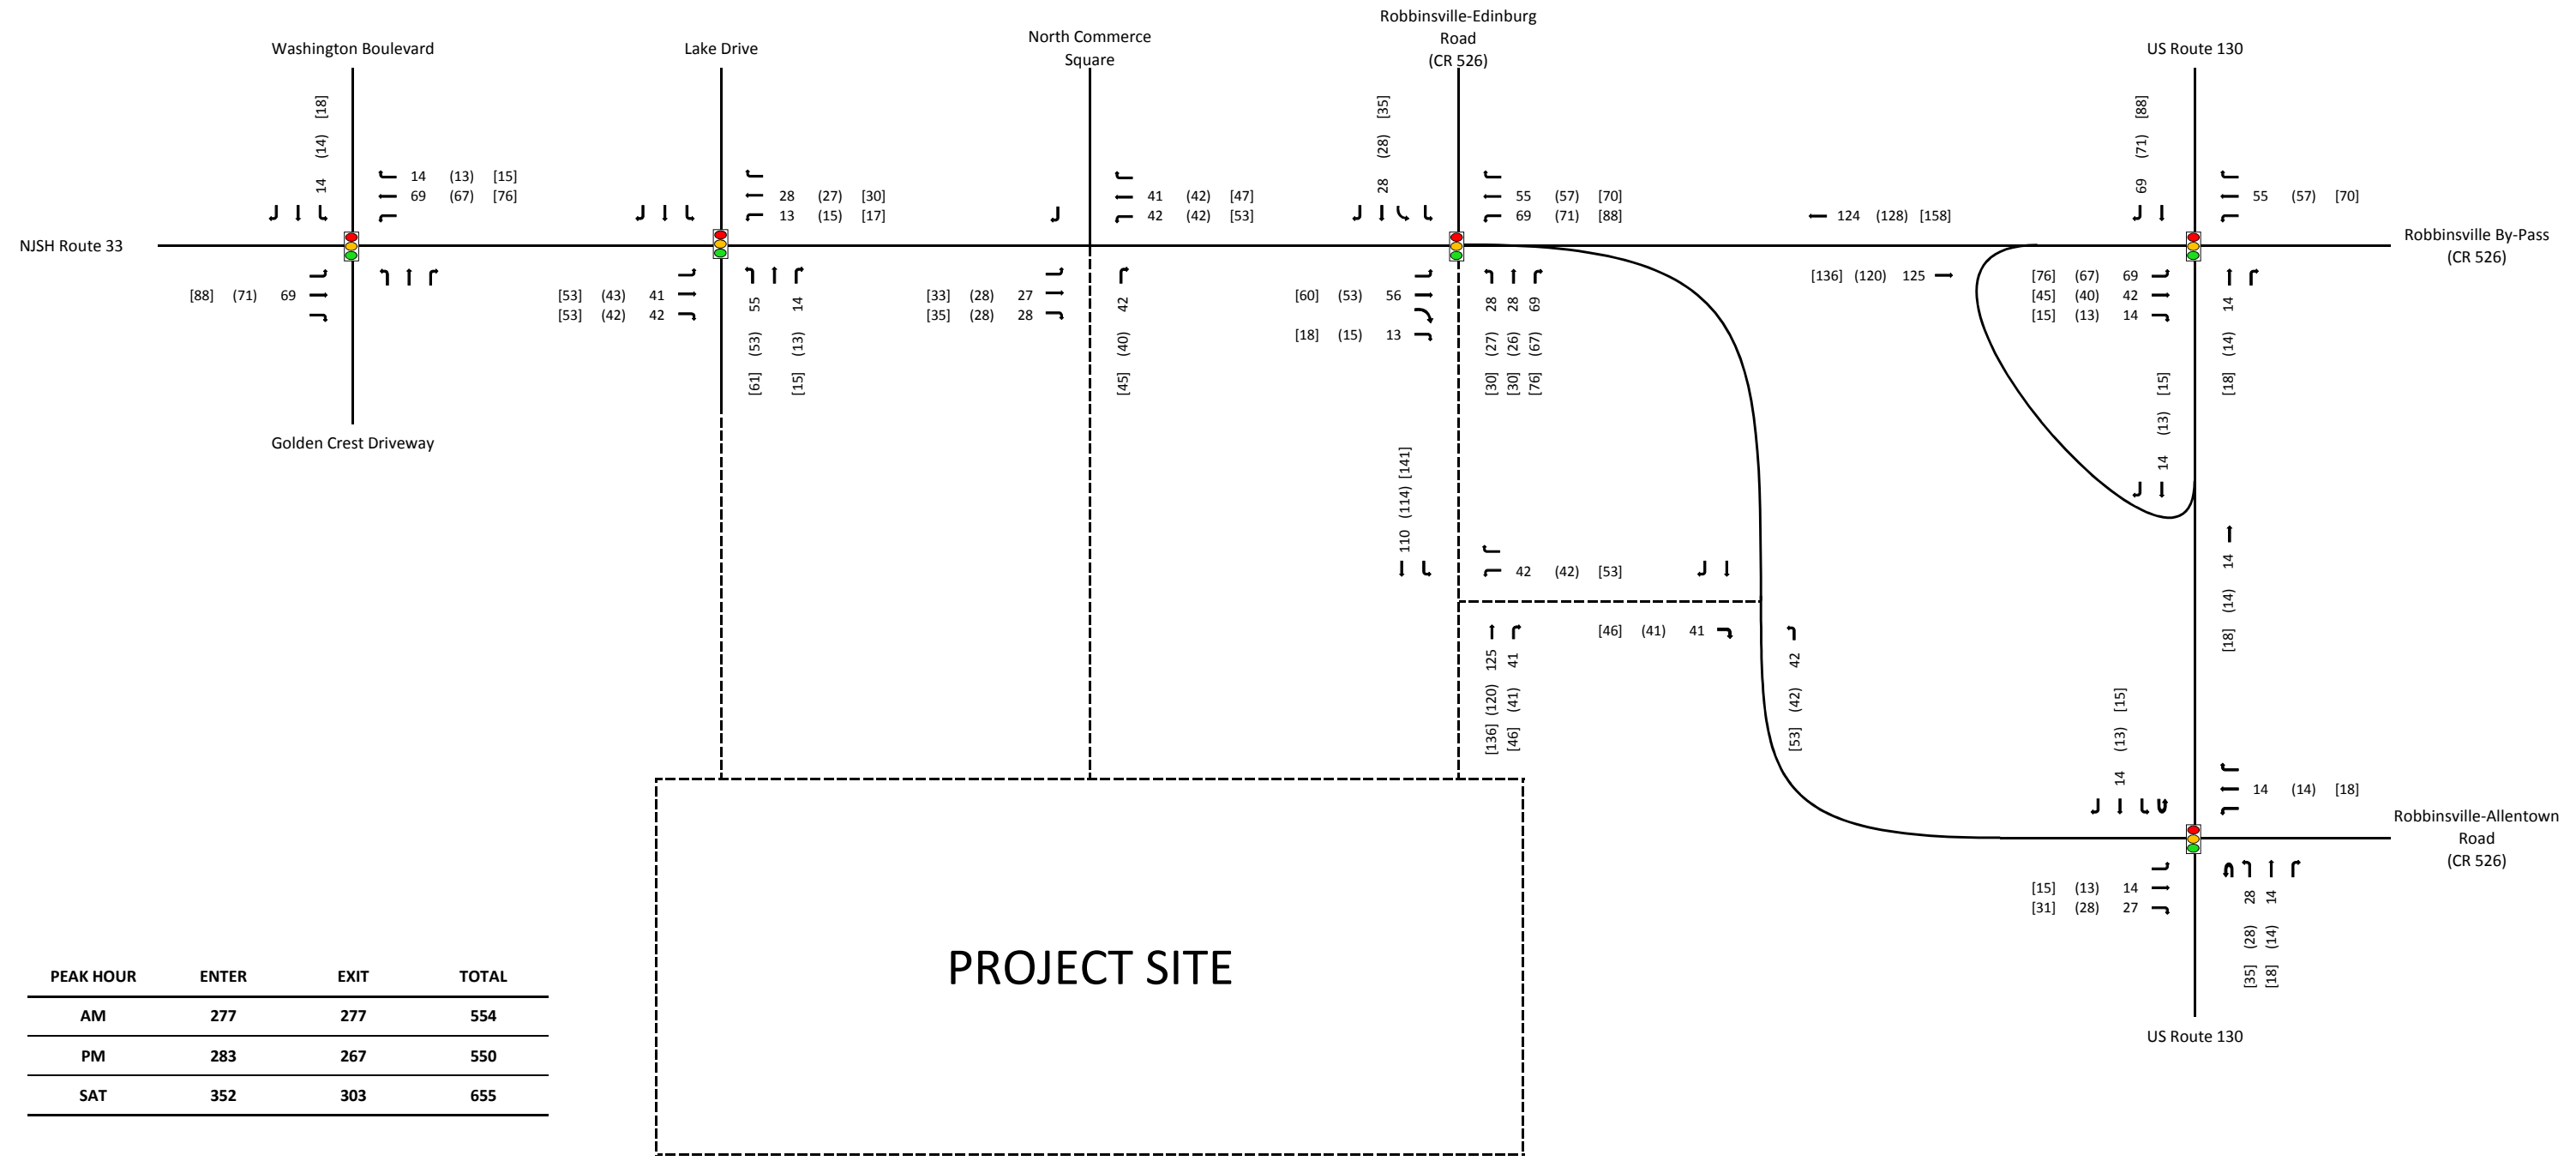 Washington Boulevard
Lake Drive
North Commerce
Square
Robbinsville-Edinburg
Road
(CR 526)
US Route 130
14 (14) [18]
14 (13) [15]
69 (67) [76]
28 (27) [30]
13 (15) [17]
41 (42) [47]
42 (42) [53]
28 (28) [35]
55 (57) [70]
69 (71) [88]
124 (128) [158]
69 (71) [88]
55 (57) [70]
NJSH Route 33
Robbinsville By-Pass
(CR 526)
[88] (71) 69
[53] (43) 41
[53] (42) 42
55 (53) [61]
14 (13) [15]
[33] (28) 27
[35] (28) 28
42 (40) [45]
[60] (53) 56
[18] (15) 13
28 (27) [30]
28 (26) [30]
69 (67) [76]
[136] (120) 125
[76] (67) 69
[45] (40) 42
[15] (13) 14
14 (14) [18]
14 (13) [15]
Golden Crest Driveway
110 (114) [141]
42 (42) [53]
14 (14) [18]
[46] (41) 41
125 (120) [136]
41 (41) [46]
42 (42) [53]
14 (13) [15]
14 (14) [18]
Robbinsville-Allentown
Road
(CR 526)
[15] (13) 14
[31] (28) 27
28 (28) [35]
14 (14) [18]
US Route 130
PROJECT SITE
PEAK HOUR ENTER EXIT TOTAL
AM 277 277 554
PM 283 267 550
SAT 352 303 655